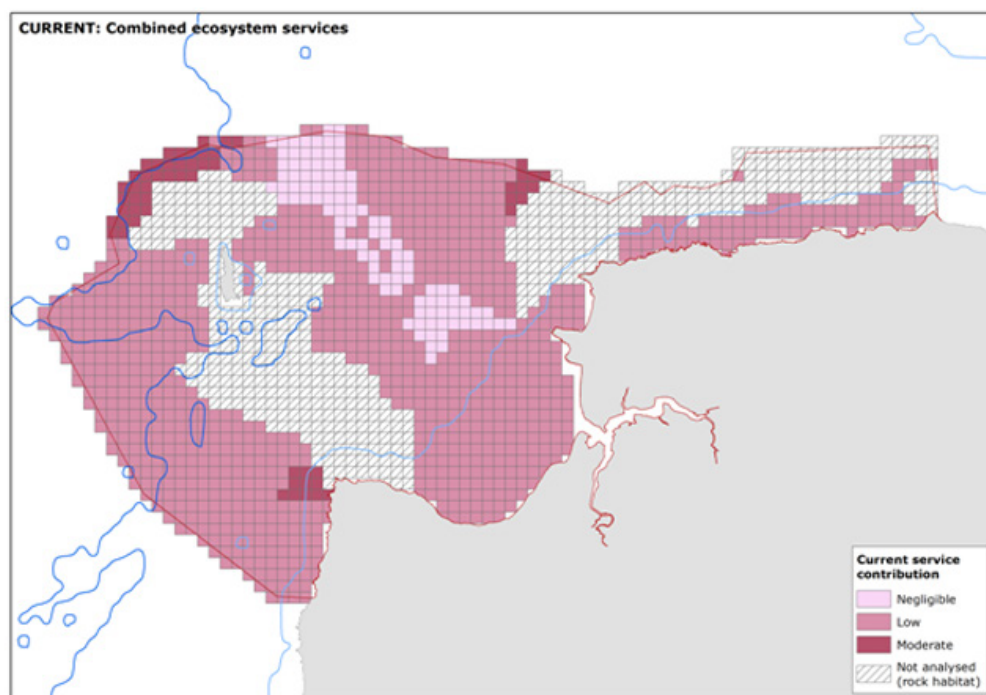 CURRENT: Combined ecosystem services
Current service
contribution
Negligible
Low
Moderate
Not analysed
(rock habitat)